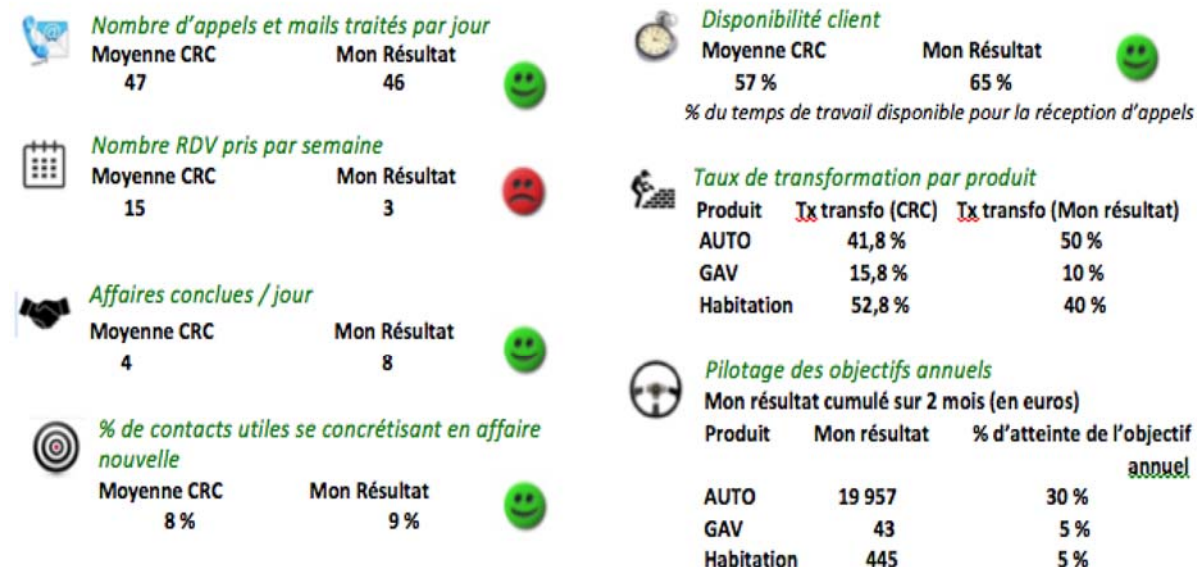 Nombre d'appels et mails traités par jour
Moyenne CRC Mon Résultat
47 46
Nombre RDV pris par semaine
Moyenne CRC Mon Résultat
15 3
Affaires conclues / jour
Moyenne CRC Mon Résultat
4 8
% de contacts utiles se concrétisant en affaire
nouvelle
Moyenne CRC Mon Résultat
8 % 9 %
Disponibilité client
Moyenne CRC Mon Résultat
57 % 65 %
% du temps de travail disponible pour la réception d'appels
Taux de transformation par produit
Produit Tx transfo (CRC) Tx transfo (Mon résultat)
AUTO 41,8 % 50 %
GAV 15,8 % 10 %
Habitation 52,8 % 40 %
Pilotage des objectifs annuels
Mon résultat cumulé sur 2 mois (en euros)
Produit Mon résultat % d'atteinte de l'objectif
annuel
AUTO 19 957 30 %
GAV 43 5 %
Habitation 445 5 %